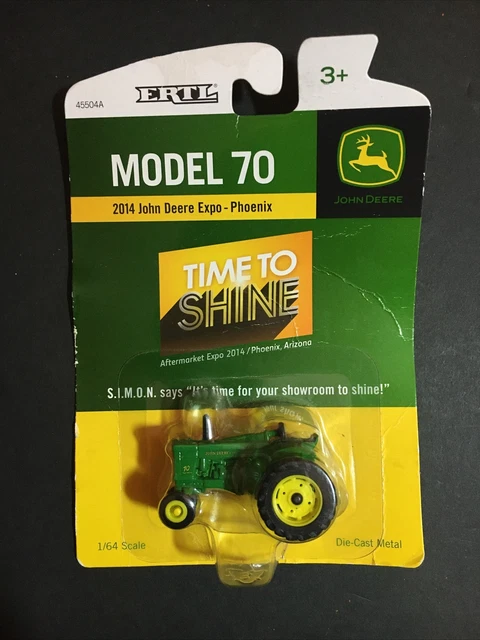 3+
ERTL
45504A
MODEL 70
2014 John Deere Expo - Phoenix
JOHN DEERE
TIME TO
SHINE
Aftermarket Expo 2014 / Phoenix, Arizona
S.I.M.O.N. says "It's time for your showroom to shine!"
70
1/64 Scale
Die-Cast Metal